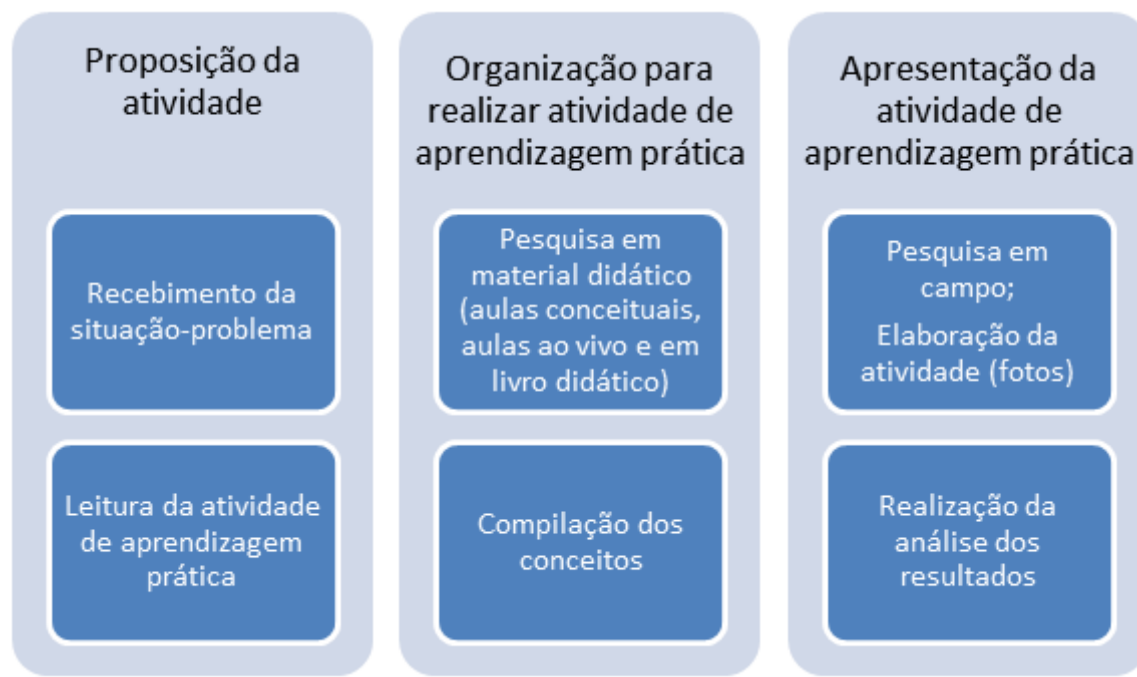 Proposição da
atividade
Recebimento da
situação-problema
Leitura da atividade
de aprendizagem
prática
Organização para
realizar atividade de
aprendizagem prática
Pesquisa em
material didático
(aulas conceituais,
aulas ao vivo e em
livro didático)
Compilação dos
conceitos
Apresentação da
atividade de
aprendizagem prática
Pesquisa em
campo;
Elaboração da
atividade (fotos)
Realização da
análise dos
resultados